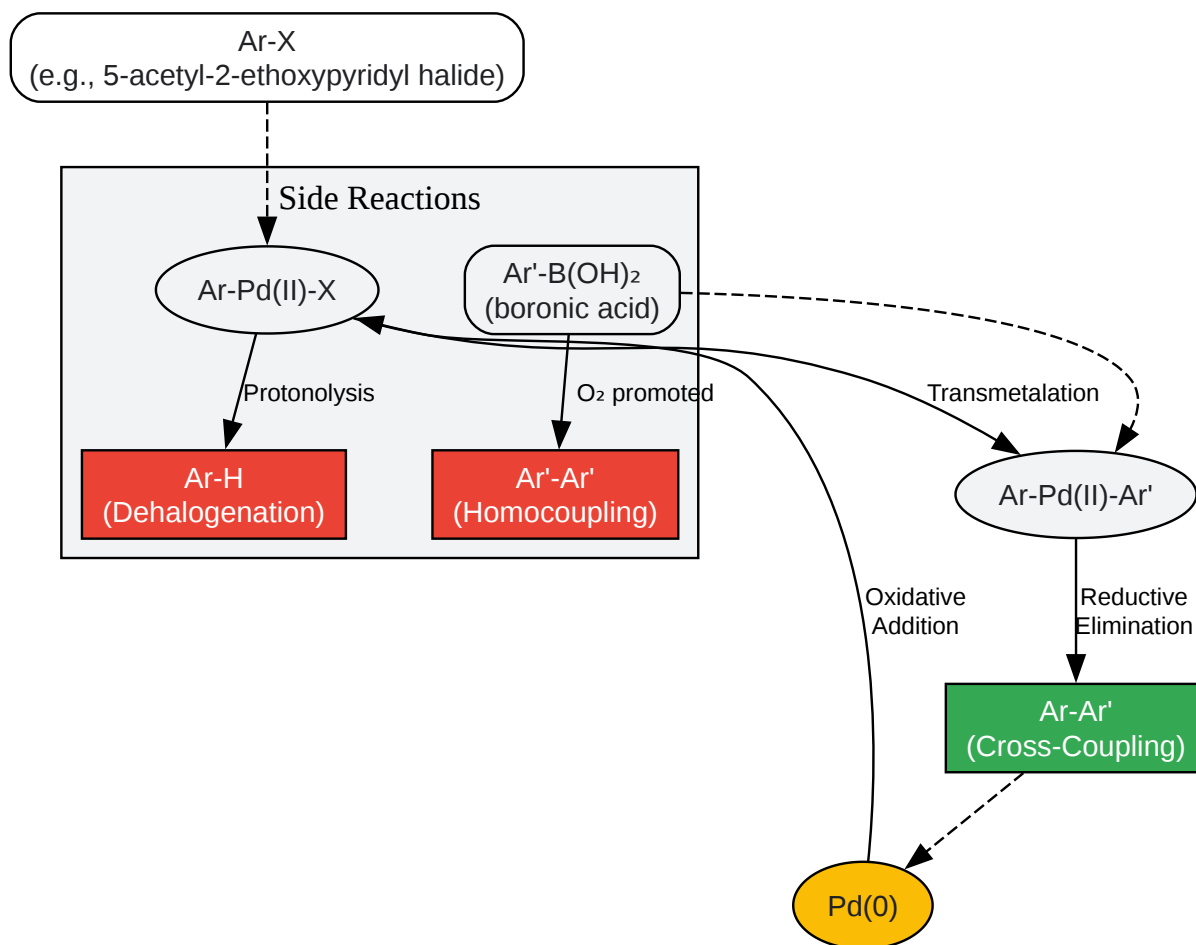 Ar-X
(e.g., 5-acetyl-2-ethoxypyridyl halide)
Side Reactions
Ar-Pd(II)-X
Ar'-B(OH)₂
(boronic acid)
Protonolysis
O₂ promoted
Transmetalation
Ar-H
(Dehalogenation)
Ar'-Ar'
(Homocoupling)
Ar-Pd(II)-Ar'
Oxidative
Addition
Reductive
Elimination
Ar-Ar'
(Cross-Coupling)
Pd(0)